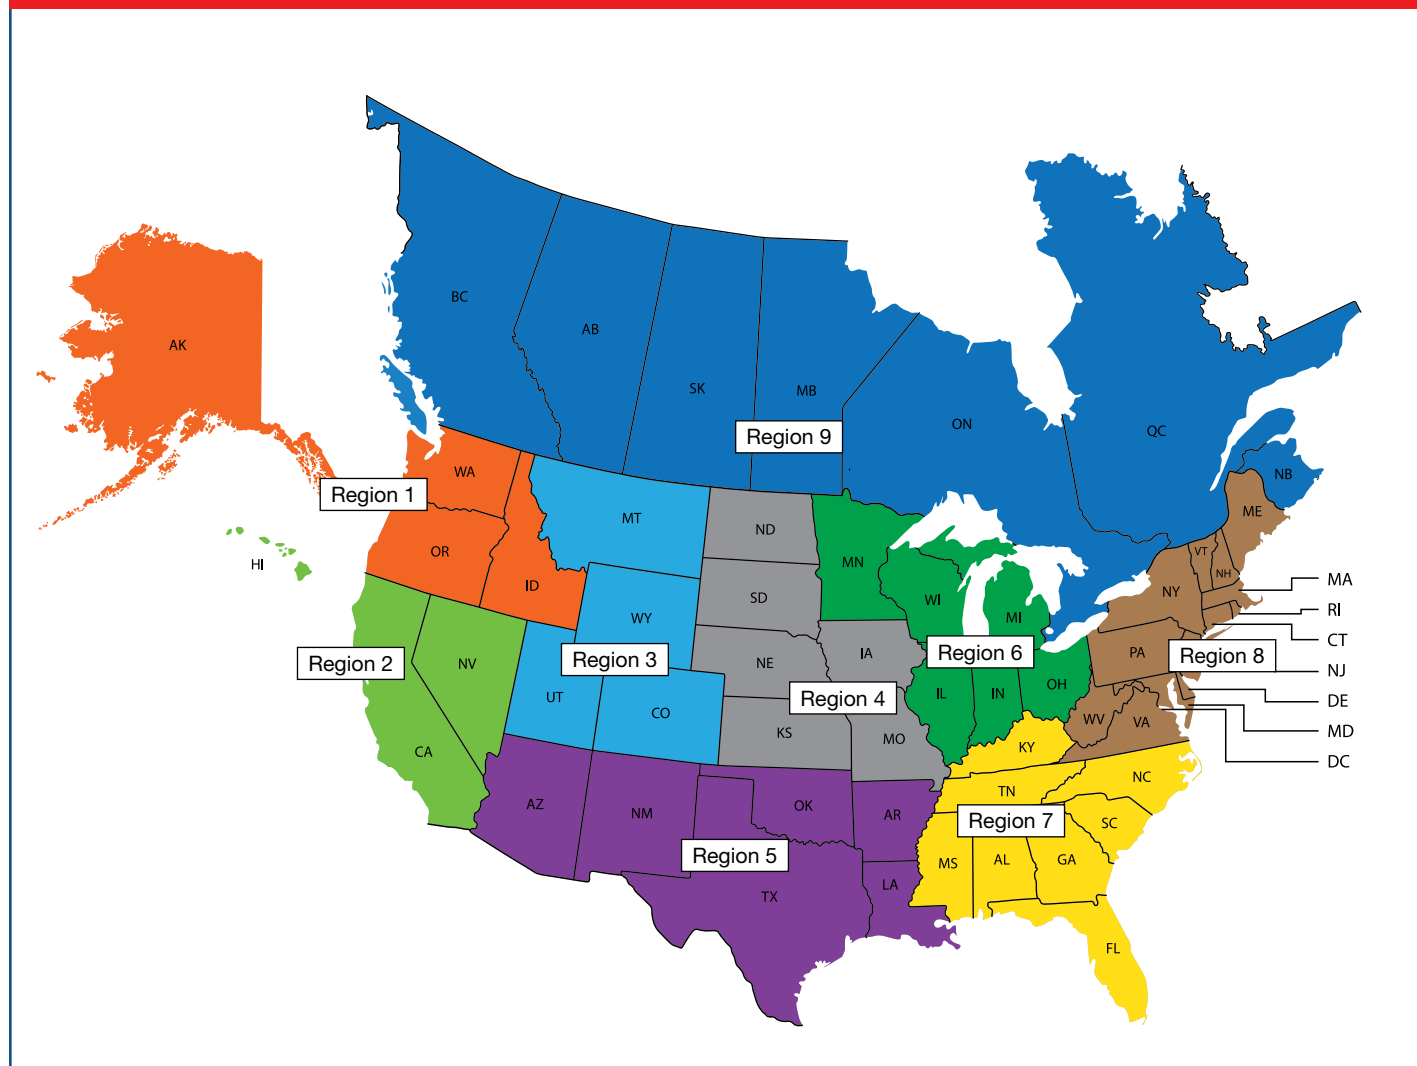 BC
AB
AK
SK
MB
ON
QC
Region 9
WA
NB
Region 1
MT
ME
ND
OR
VT
MN
HI
NH
MA
ID
NY
SD
WI
RI
WY
MI
CT
IA
PA
Region 8
Region 6
Region 3
Region 2
NV
NE
NJ
OH
UT
IL
IN
Region 4
DE
CO
WV
VA
KS
MD
MO
KY
CA
DC
NC
TN
AZ
OK
NM
AR
Region 7
SC
Region 5
MS
AL
GA
LA
TX
FL